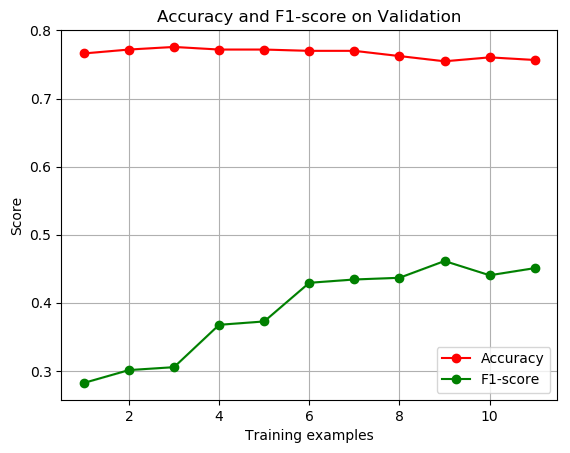 Accuracy and F1-score on Validation
0.8
0.7
0.6
0.5
0.4
0.3
Score
2 4 6 8 10
Training examples
Accuracy
F1-score